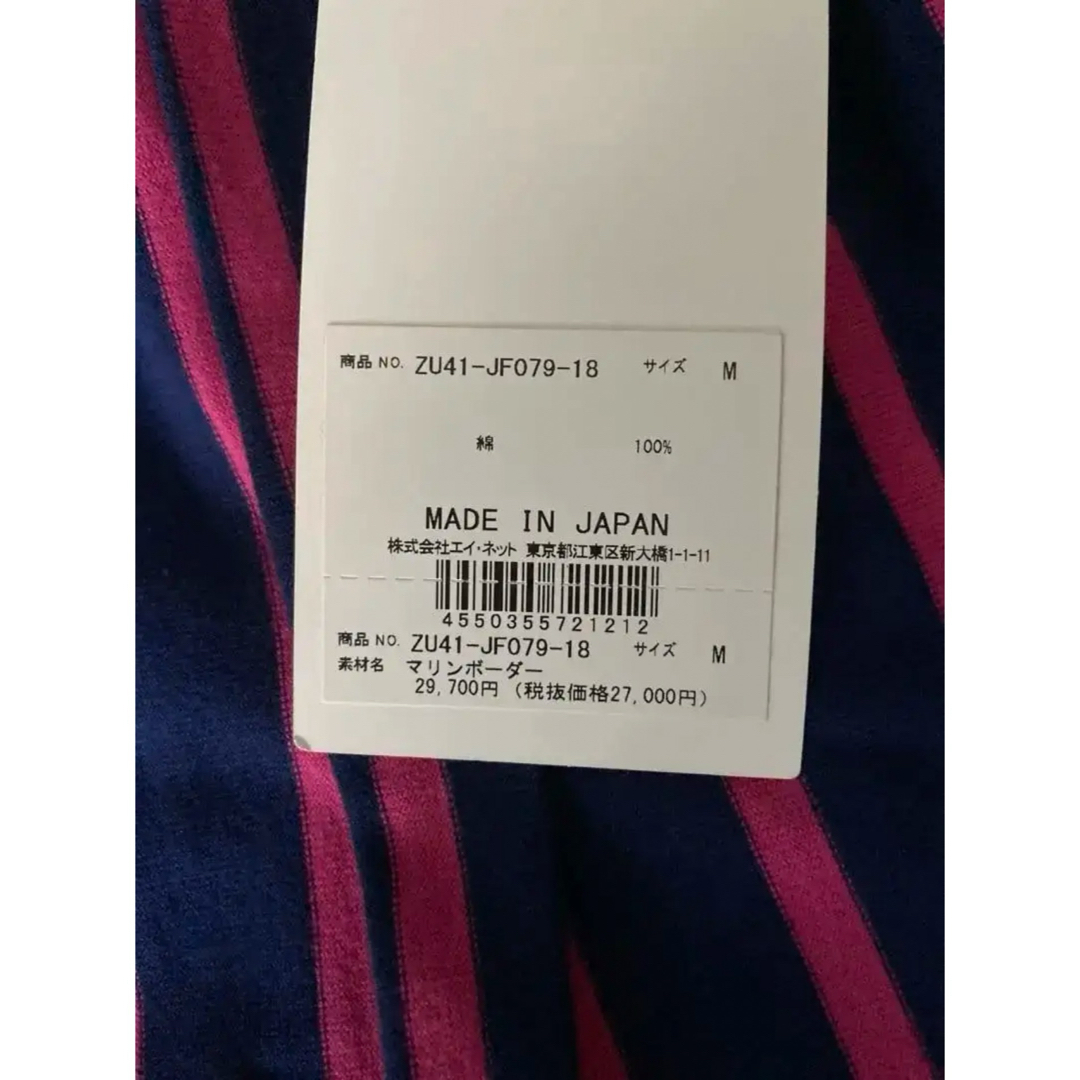 商品 NO. ZU41-JF079-18 サイズ M
綿 100%
MADE IN JAPAN
株式会社エイ・ネット 東京都江東区新大橋1-1-11
4550355721212
商品 NO. ZU41-JF079-18 サイズ M
素材名 マリンボーダー
29,700円 (税抜価格27,000円)